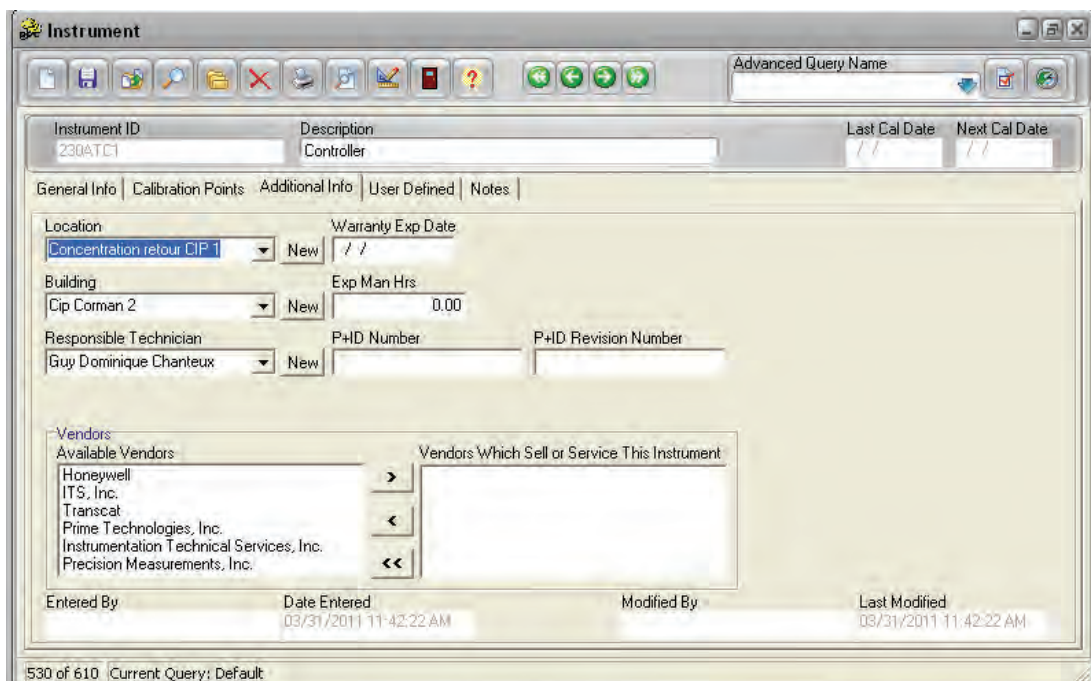 Instrument
Advanced Query Name
Instrument ID Description Last Cal Date Next Cal Date
230ATC1 Controller / / / /
General Info Calibration Points Additional Info User Defined Notes
Location Warranty Exp Date
Concentration retour CIP 1 New / /
Building Exp Man Hrs
Cip Corman 2 New 0.00
Responsible Technician P+ID Number P+ID Revision Number
Guy Dominique Chanteux New
Vendors
Available Vendors Vendors Which Sell or Service This Instrument
Honeywell >
ITS, Inc.
Transcat
Prime Technologies, Inc. <
Instrumentation Technical Services, Inc.
Precision Measurements, Inc. <<
Entered By Date Entered Modified By Last Modified
03/31/2011 11:42:22 AM 03/31/2011 11:42:22 AM
530 of 610 Current Query: Default